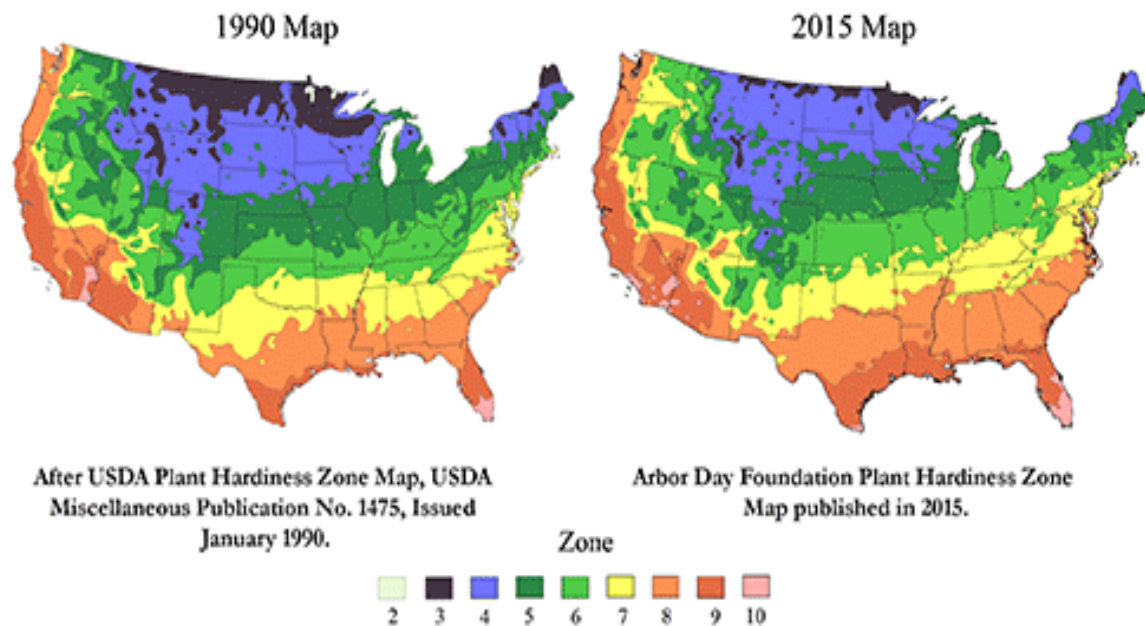 1990 Map
2015 Map
After USDA Plant Hardiness Zone Map, USDA
Miscellaneous Publication No. 1475, Issued
January 1990.
Arbor Day Foundation Plant Hardiness Zone
Map published in 2015.
Zone
2 3 4 5 6 7 8 9 10